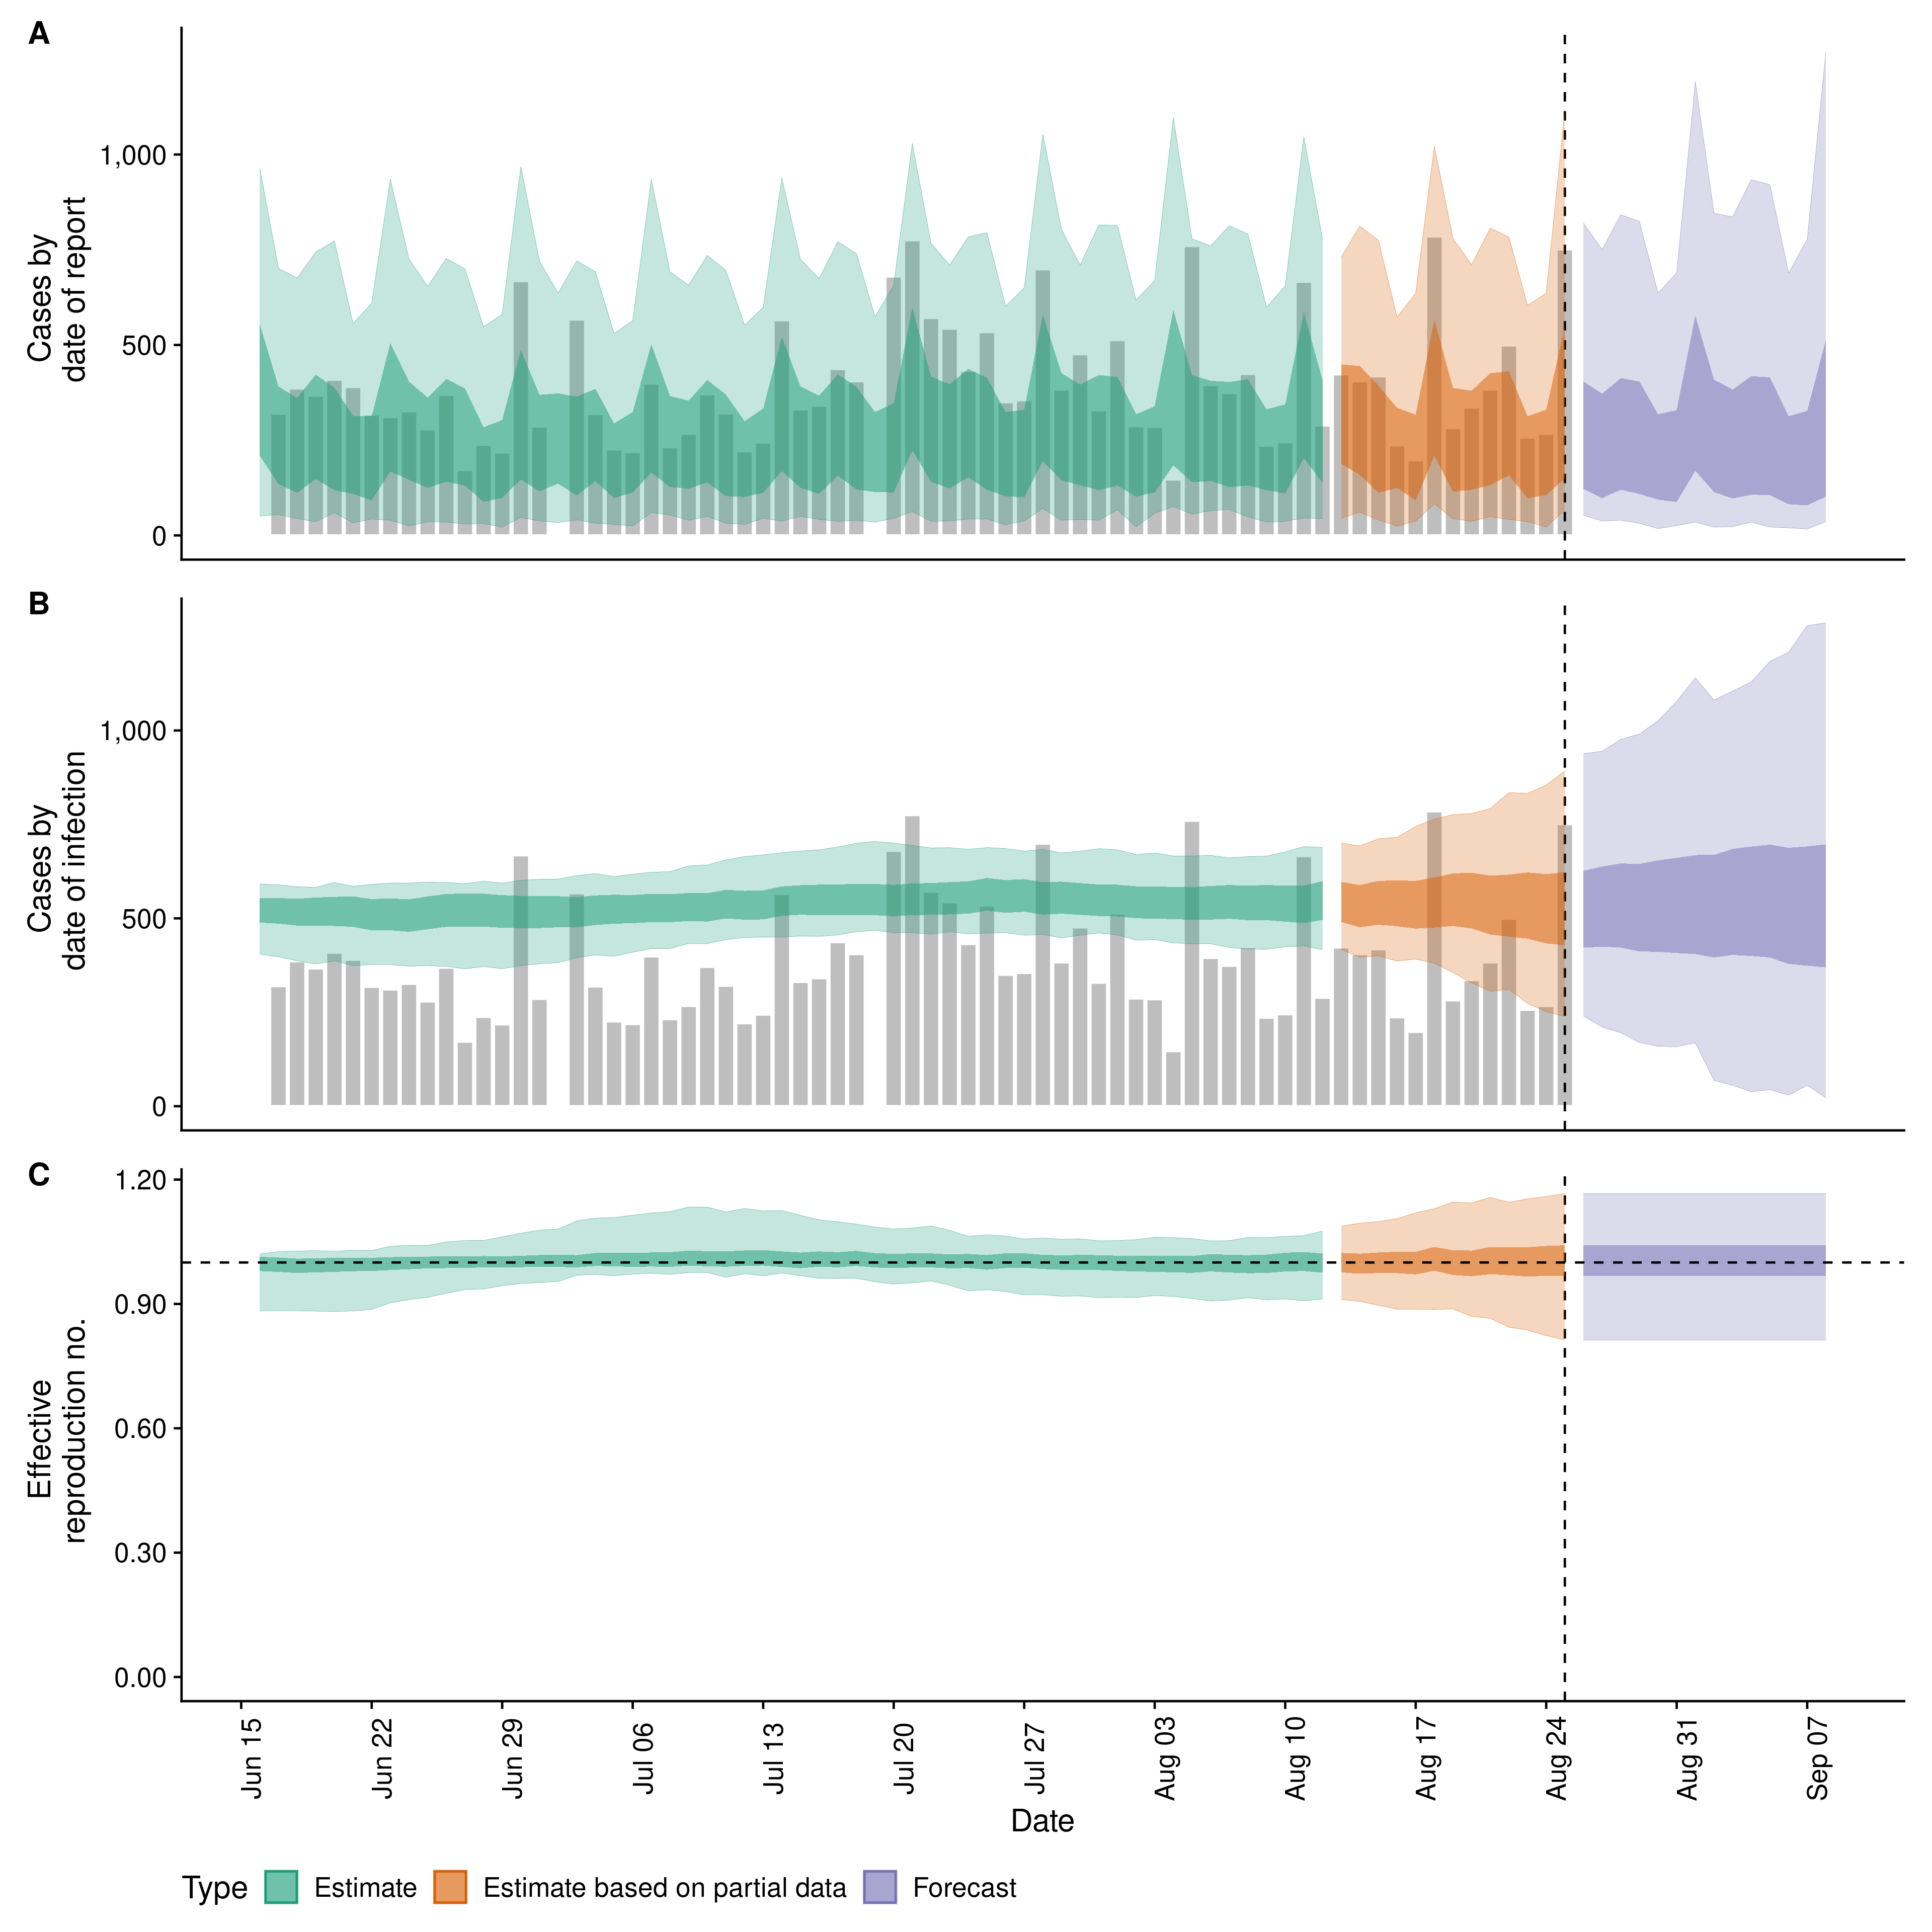 A
Cases by
date of report
1,000
500
0
B
Cases by
date of infection
1,000
500
0
C
Effective
reproduction no.
1.20
0.90
0.60
0.30
0.00
Jun 15
Jun 22
Jun 29
Jul 06
Jul 13
Jul 20
Jul 27
Aug 03
Aug 10
Aug 17
Aug 24
Aug 31
Sep 07
Date
Type
Estimate
Estimate based on partial data
Forecast